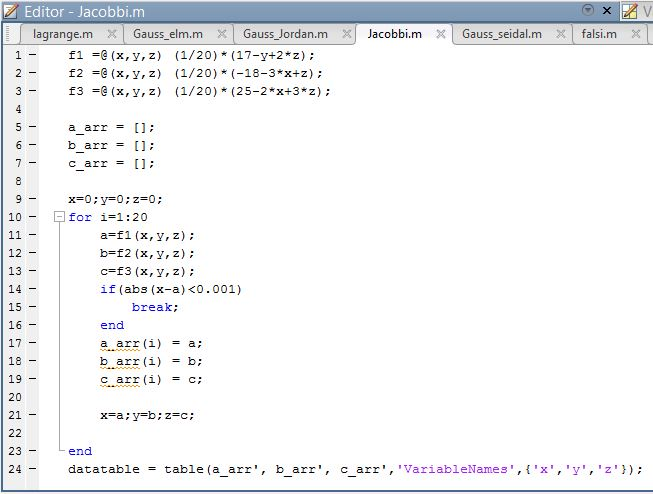 Editor - Jacobbi.m
lagrange.m Gauss_elm.m Gauss_Jordan.m Jacobbi.m Gauss_seidal.m falsi.m
1 - f1 =@(x,y,z) (1/20)*(17-y+2*z);
2 - f2 =@(x,y,z) (1/20)*(-18-3*x+z);
3 - f3 =@(x,y,z) (1/20)*(25-2*x+3*z);
4
5 - a_arr = [];
6 - b_arr = [];
7 - c_arr = [];
8
9 - x=0;y=0;z=0;
10 - for i=1:20
11 - a=f1(x,y,z);
12 - b=f2(x,y,z);
13 - c=f3(x,y,z);
14 - if(abs(x-a)<0.001)
15 - break;
16 - end
17 - a_arr(i) = a;
18 - b_arr(i) = b;
19 - c_arr(i) = c;
20
21 - x=a;y=b;z=c;
22
23 - end
24 - datatable = table(a_arr', b_arr', c_arr','VariableNames',{'x','y','z'});